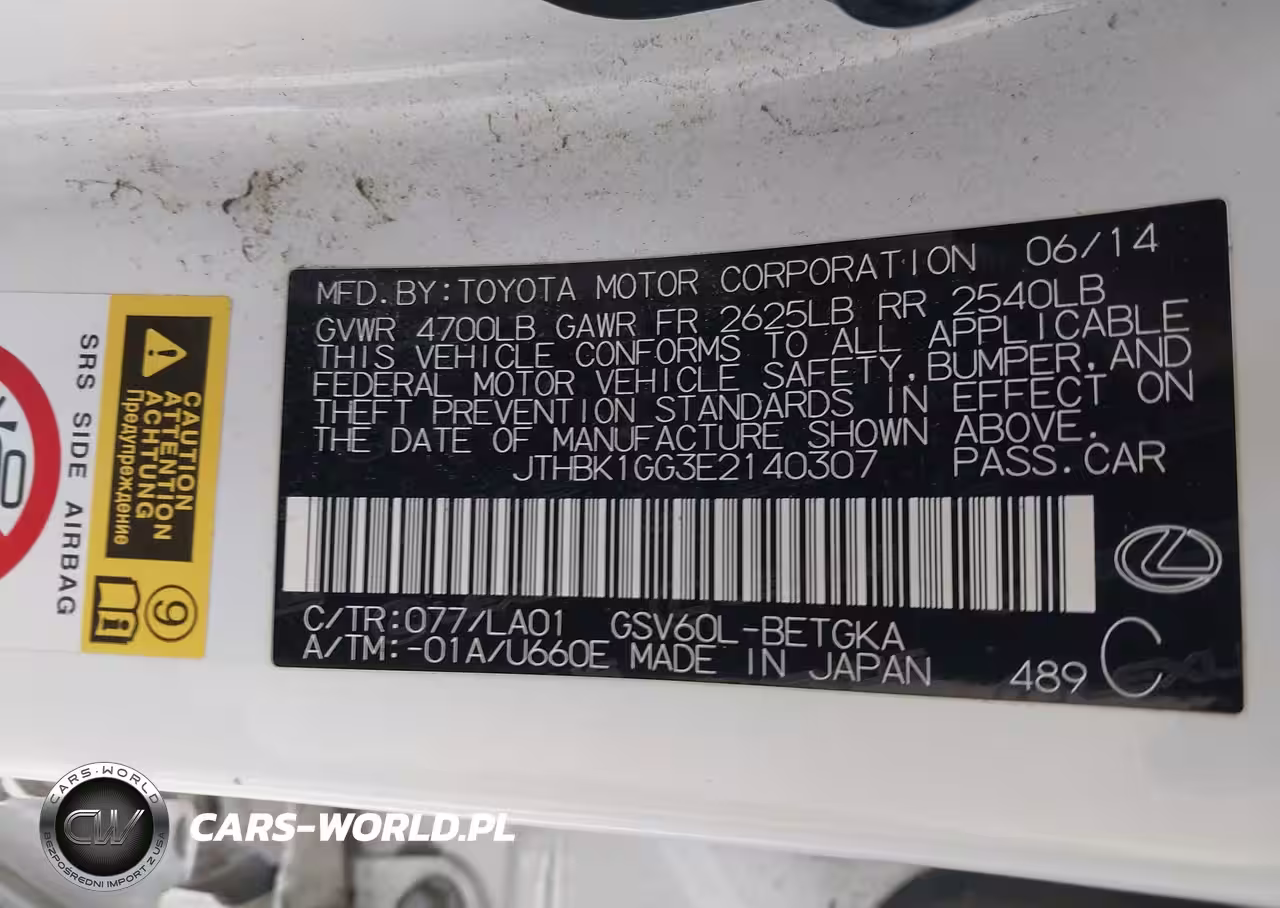 MFD.BY:TOYOTA MOTOR CORPORATION 06/14
GVWR 4700LB GAWR FR 2625LB RR 2540LB
THIS VEHICLE CONFORMS TO ALL APPLICABLE
FEDERAL MOTOR VEHICLE SAFETY, BUMPER, AND
THEFT PREVENTION STANDARDS IN EFFECT ON
THE DATE OF MANUFACTURE SHOWN ABOVE.
JTHBK1GG3E2140307 PASS.CAR
C/TR:077/LA01 GSV60L-BETGKA
A/TM:-01A/U660E MADE IN JAPAN 489 C
SRS SIDE AIRBAG
CAUTION
ATTENTION
ACHTUNG
Предупреждение
9
CARS-WORLD
CW
BEZPOŚREDNI IMPORT Z USA
CARS-WORLD.PL